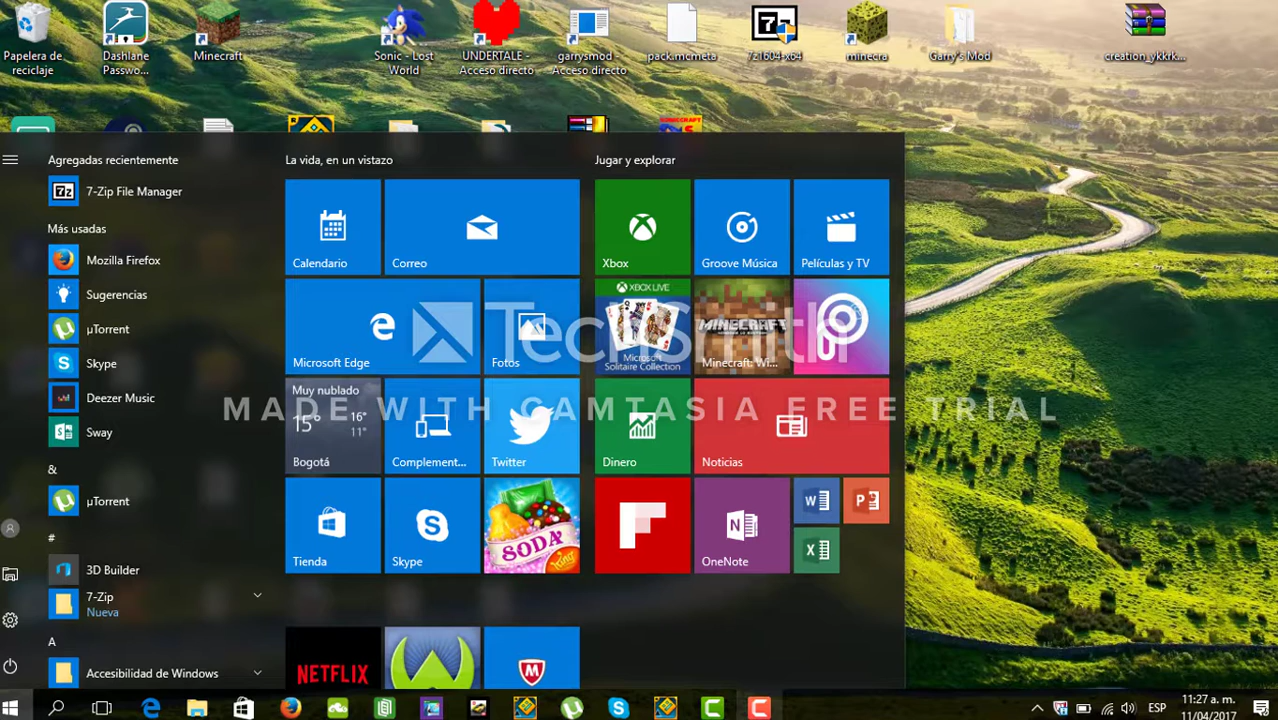 Papelera de
reciclaje
Dashlane
Passwo...
Minecraft
Sonic - Lost
World
UNDERTALE -
Acceso directo
garrysmod
Acceso directo
pack.mcmeta
7z1604-x64
minecra
Garry's Mod
creation_ykkrk...
Agregadas recientemente
7-Zip File Manager
Más usadas
Mozilla Firefox
Sugerencias
µTorrent
Skype
Deezer Music
Sway
&
µTorrent
#
3D Builder
7-Zip
Nueva
A
Accesibilidad de Windows
La vida, en un vistazo
Calendario
Correo
Microsoft Edge
Fotos
Muy nublado
15°
16°
11°
Bogotá
Complement...
Twitter
Tienda
Skype
SODA
King
NETFLIX
Jugar y explorar
Xbox
Groove Música
Películas y TV
XBOX LIVE
Microsoft
Solitaire Collection
MINECRAFT
Minecraft: Wi...
Dinero
Noticias
OneNote
TechSmith
MADE WITH CAMTASIA FREE TRIAL
ESP
11:27 a. m.
11/04/2017